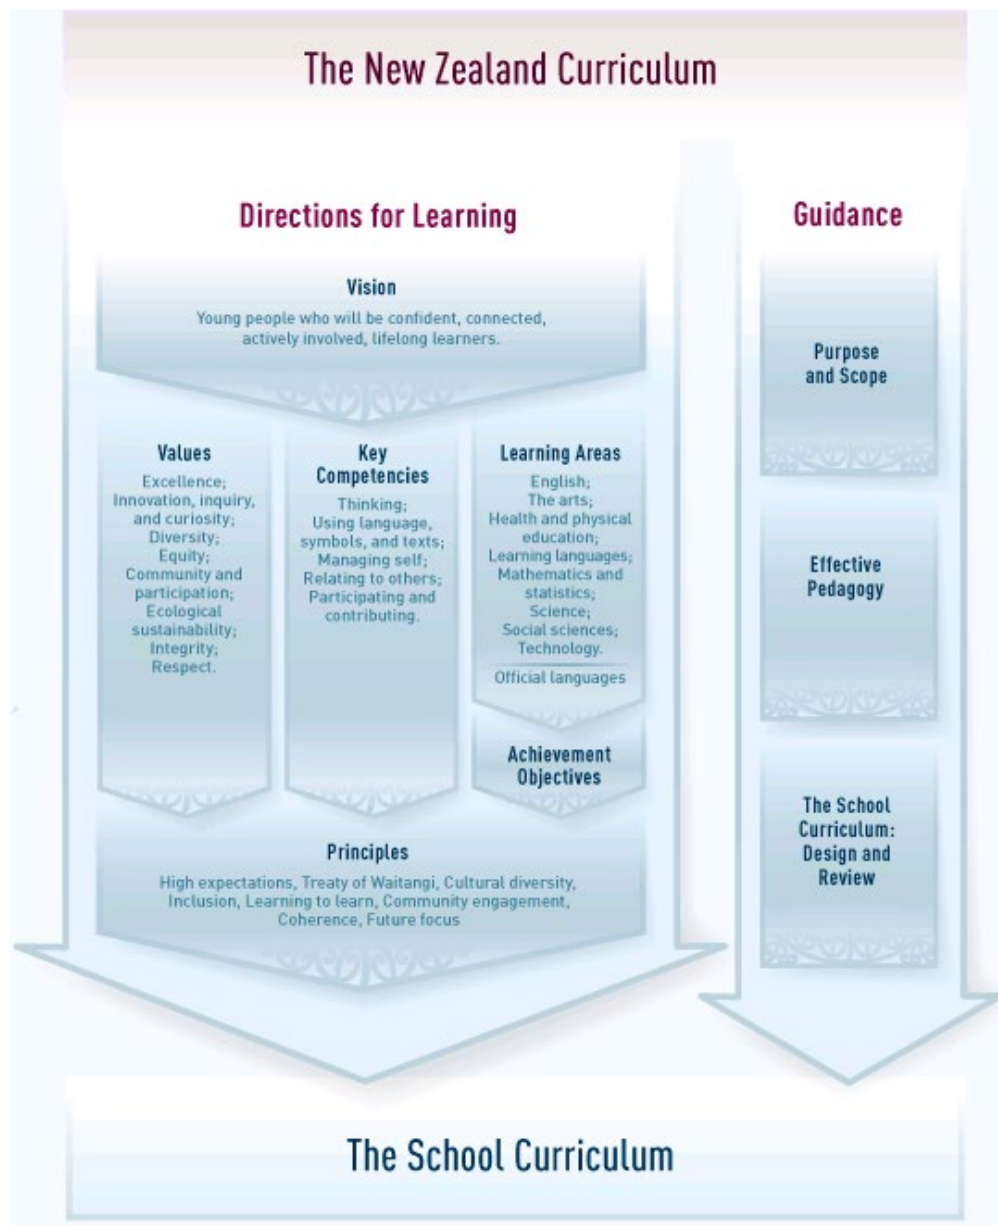 The New Zealand Curriculum
Directions for Learning
Vision
Young people who will be confident, connected,
actively involved, lifelong learners.
Values
Excellence;
Innovation, inquiry,
and curiosity;
Diversity;
Equity;
Community and
participation;
Ecological
sustainability;
Integrity;
Respect.
Key
Competencies
Thinking;
Using language,
symbols, and texts;
Managing self;
Relating to others;
Participating and
contributing.
Learning Areas
English;
The arts;
Health and physical
education;
Learning languages;
Mathematics and
statistics;
Science;
Social sciences;
Technology.
Official languages
Achievement
Objectives
Principles
High expectations, Treaty of Waitangi, Cultural diversity,
Inclusion, Learning to learn, Community engagement,
Coherence, Future focus
Guidance
Purpose
and Scope
Effective
Pedagogy
The School
Curriculum:
Design and
Review
The School Curriculum